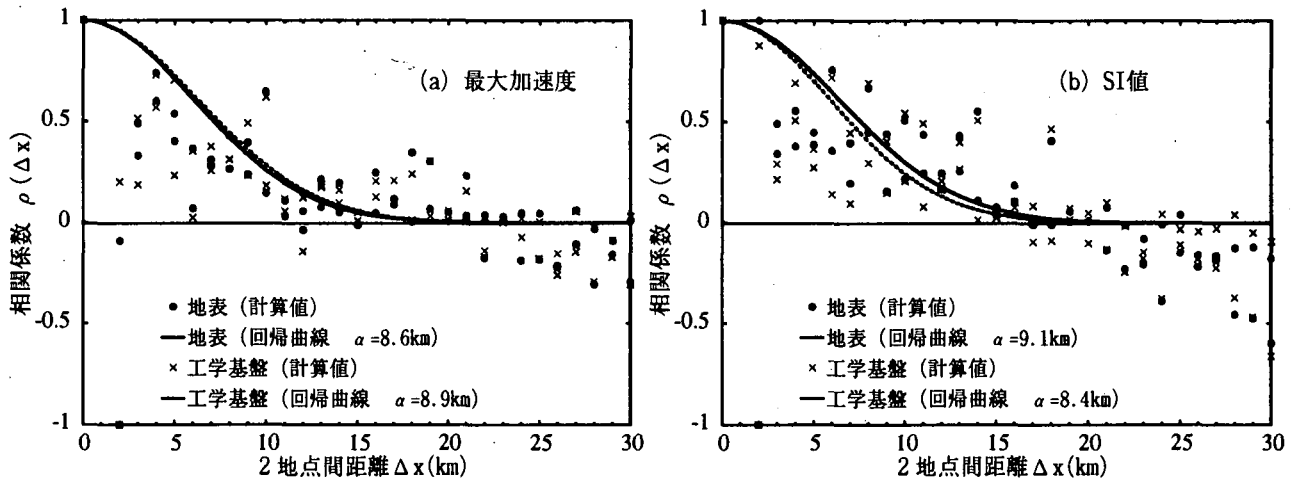 (a) 最大加速度
相関係数 ρ(Δx)
1
0.5
0
-0.5
-1
● 地表 (計算値)
地表 (回帰曲線 α=8.6km)
× 工学基盤 (計算値)
工学基盤 (回帰曲線 α=8.9km)
0 5 10 15 20 25 30
2地点間距離Δx(km)
(b) SI値
相関係数 ρ(Δx)
1
0.5
0
-0.5
-1
● 地表 (計算値)
地表 (回帰曲線 α=9.1km)
× 工学基盤 (計算値)
工学基盤 (回帰曲線 α=8.4km)
0 5 10 15 20 25 30
2地点間距離Δx(km)